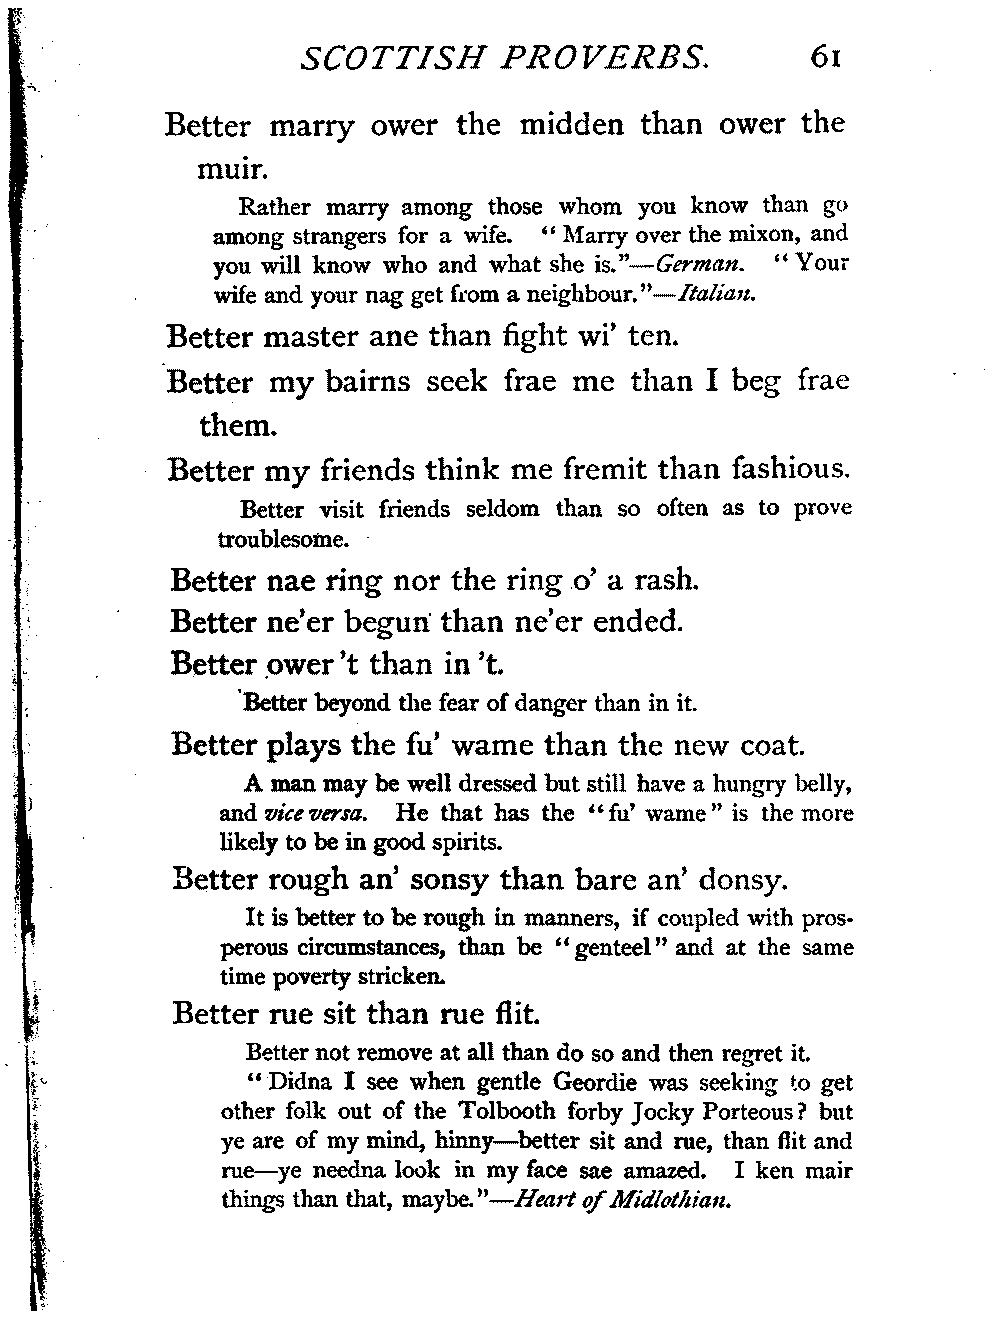 SCOTTISH PROVERBS. 61
Better marry ower the midden than ower the
muir.
Rather marry among those whom you know than go
among strangers for a wife. "Marry over the mixon, and
you will know who and what she is."—German. "Your
wife and your nag get from a neighbour."—Italian.
Better master ane than fight wi' ten.
Better my bairns seek frae me than I beg frae
them.
Better my friends think me fremit than fashious.
Better visit friends seldom than so often as to prove
troublesome.
Better nae ring nor the ring o' a rash.
Better ne'er begun than ne'er ended.
Better ower 't than in 't.
Better beyond the fear of danger than in it.
Better plays the fu' wame than the new coat.
A man may be well dressed but still have a hungry belly,
and vice versa. He that has the "fu' wame" is the more
likely to be in good spirits.
Better rough an' sonsy than bare an' donsy.
It is better to be rough in manners, if coupled with pros-
perous circumstances, than be "genteel" and at the same
time poverty stricken.
Better rue sit than rue flit.
Better not remove at all than do so and then regret it.
"Didna I see when gentle Geordie was seeking to get
other folk out of the Tolbooth forby Jocky Porteous? but
ye are of my mind, hinny—better sit and rue, than flit and
rue—ye needna look in my face sae amazed. I ken mair
things than that, maybe."—Heart of Midlothian.